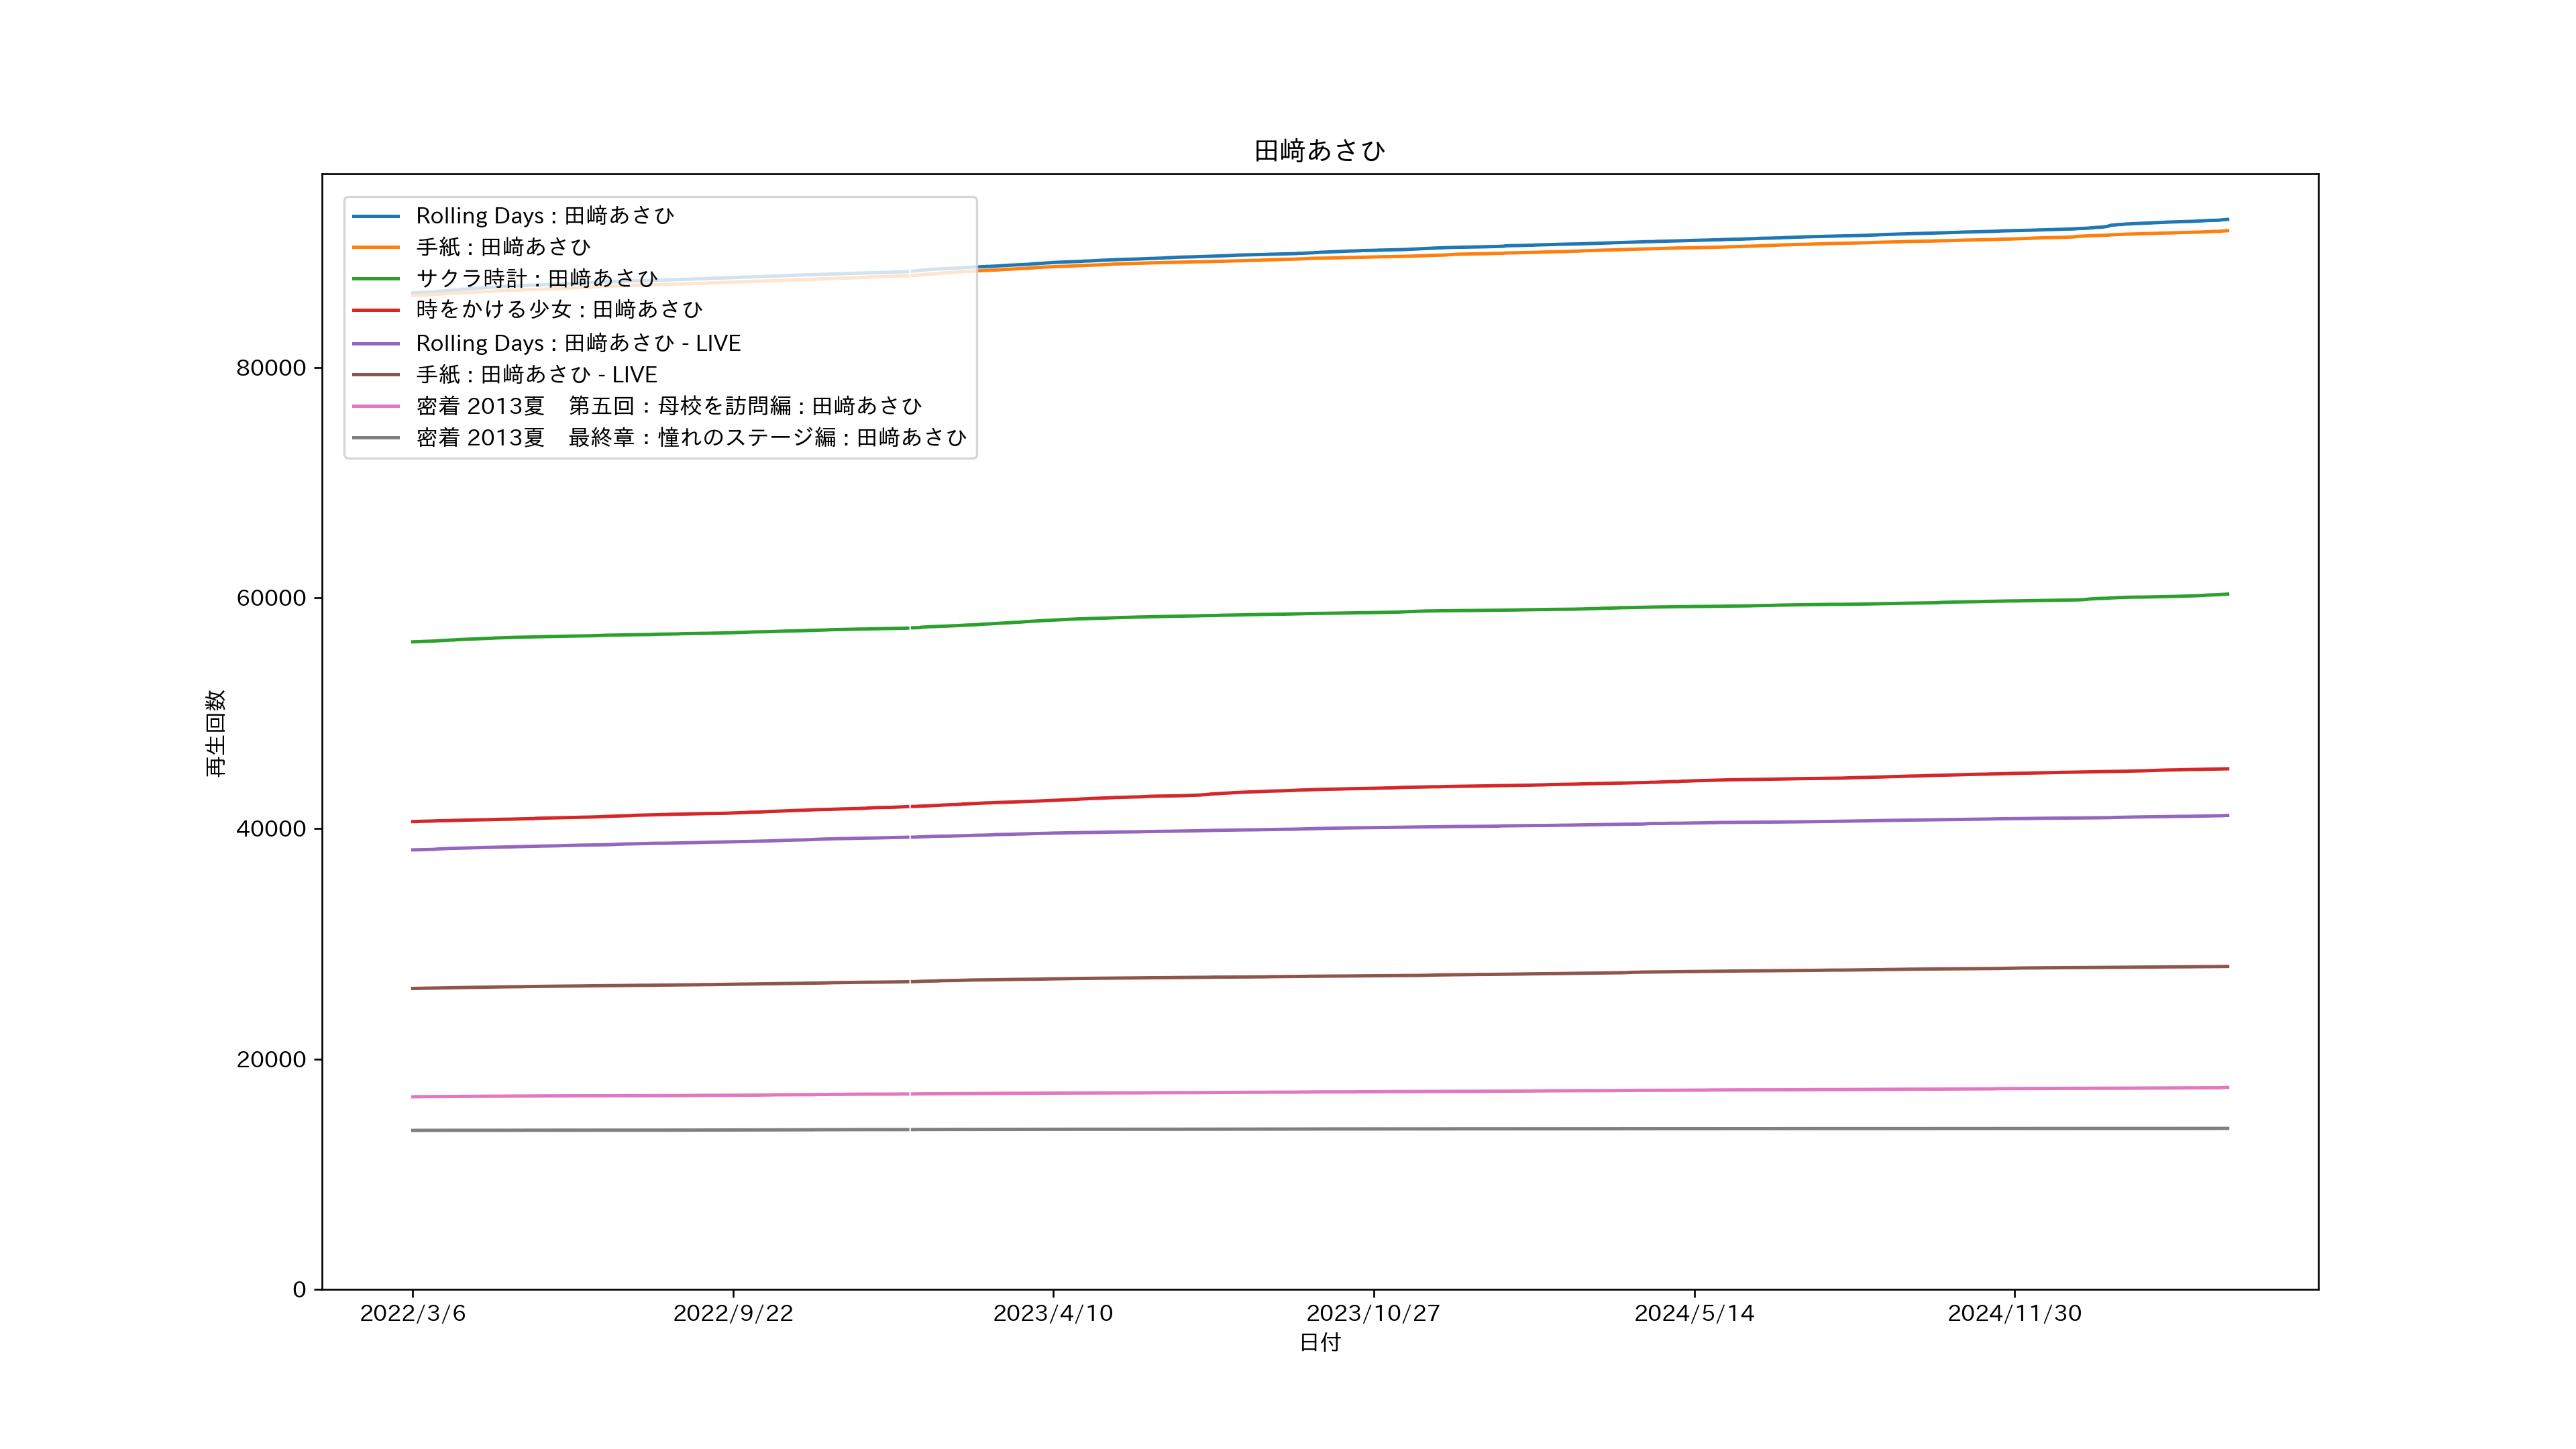 田﨑あさひ
Rolling Days : 田﨑あさひ
手紙 : 田﨑あさひ
サクラ時計 : 田﨑あさひ
時をかける少女 : 田﨑あさひ
Rolling Days : 田﨑あさひ - LIVE
手紙 : 田﨑あさひ - LIVE
密着 2013夏　第五回：母校を訪問編 : 田﨑あさひ
密着 2013夏　最終章：憧れのステージ編 : 田﨑あさひ
80000
60000
40000
20000
0
再生回数
2022/3/6 2022/9/22 2023/4/10 2023/10/27 2024/5/14 2024/11/30
日付